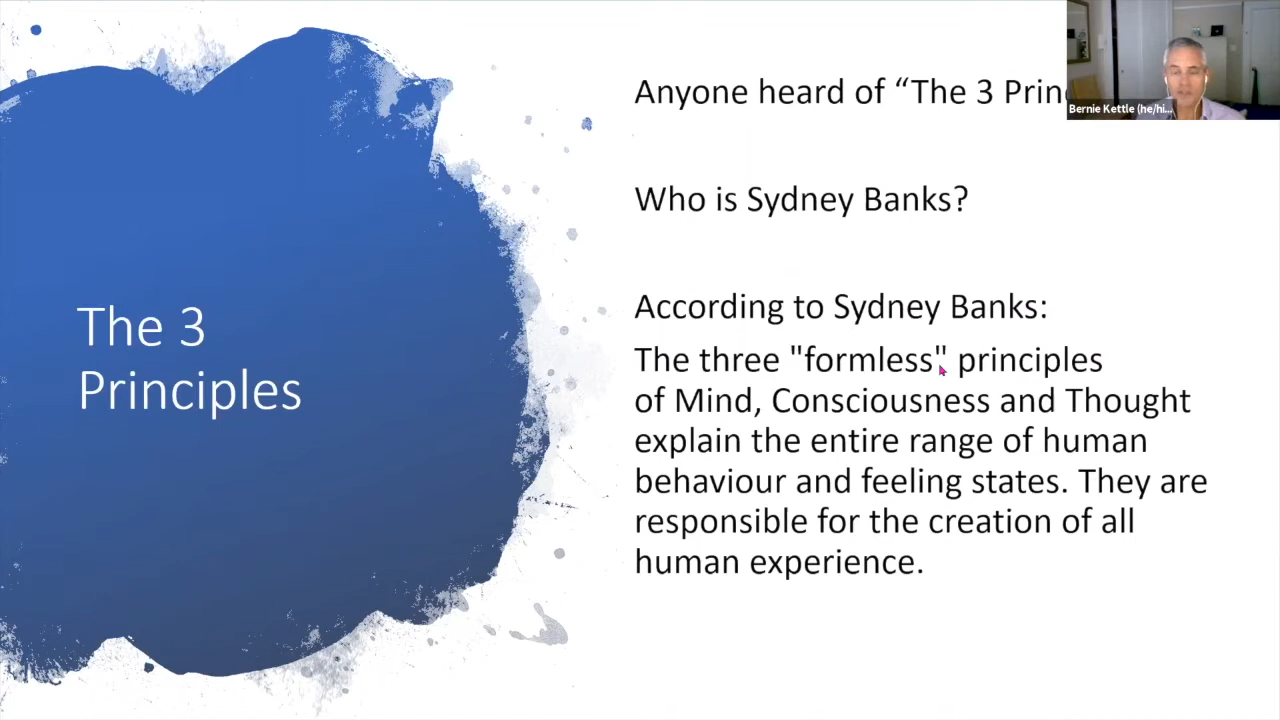 The 3
Principles
Anyone heard of “The 3
Bernie Kettle (he/hi...
Who is Sydney Banks?
According to Sydney Banks:
The three "formless" principles
of Mind, Consciousness and Thought
explain the entire range of human
behaviour and feeling states. They are
responsible for the creation of all
human experience.